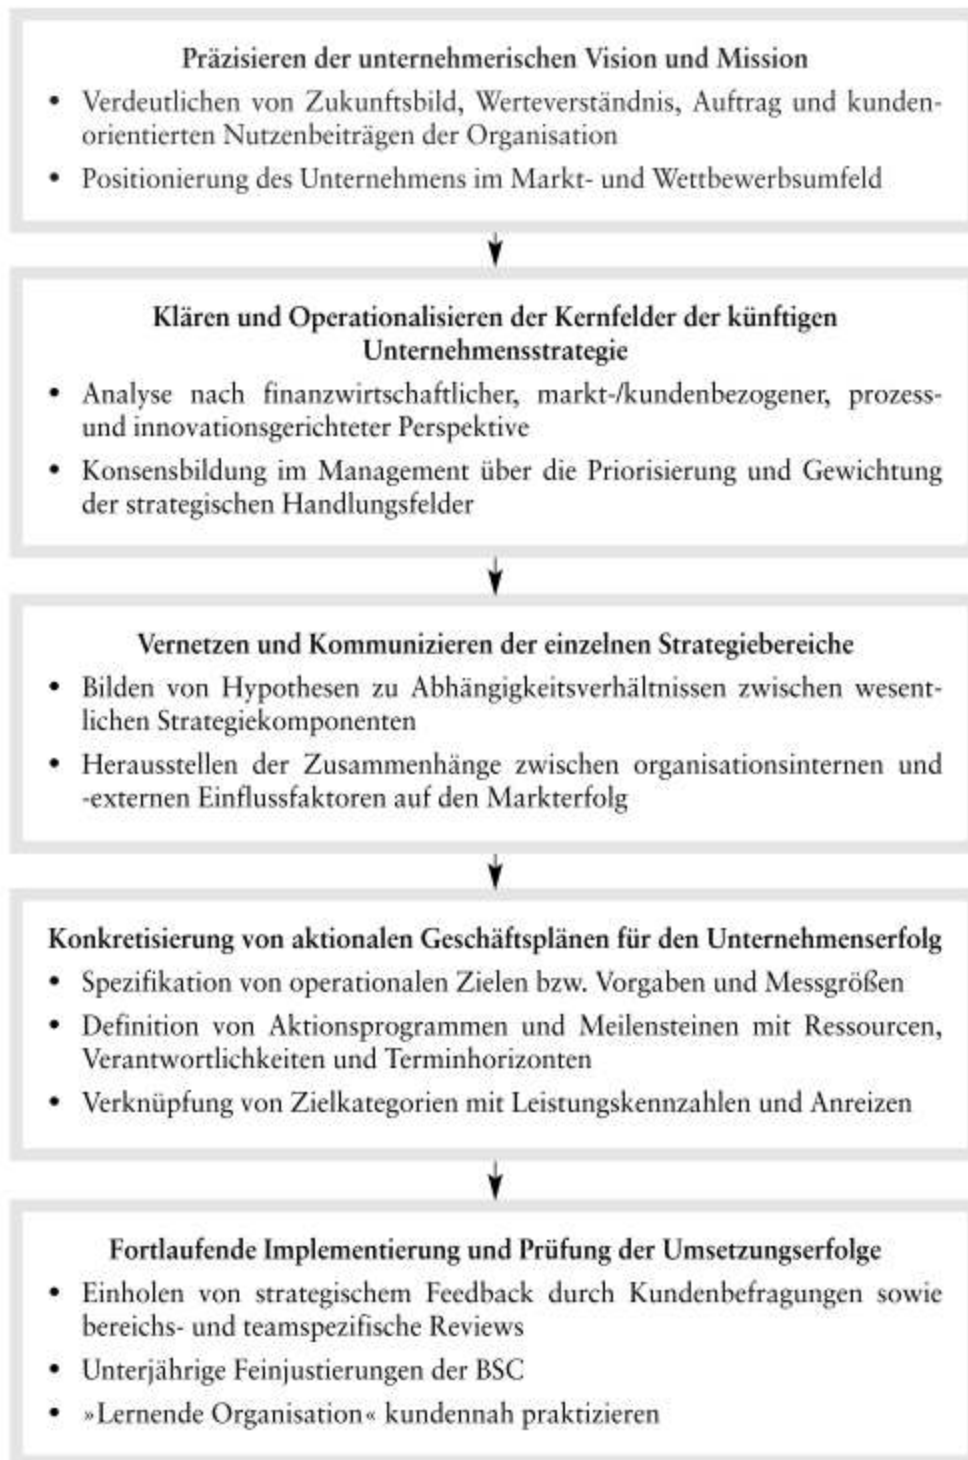 Präzisieren der unternehmerischen Vision und Mission
• Verdeutlichen von Zukunftsbild, Werteverständnis, Auftrag und kunden-
orientierten Nutzenbeiträgen der Organisation
• Positionierung des Unternehmens im Markt- und Wettbewerbsumfeld
Klären und Operationalisieren der Kernfelder der künftigen
Unternehmensstrategie
• Analyse nach finanzwirtschaftlicher, markt-/kundenbezogener, prozess-
und innovationsgerichteter Perspektive
• Konsensbildung im Management über die Priorisierung und Gewichtung
der strategischen Handlungsfelder
Vernetzen und Kommunizieren der einzelnen Strategiebereiche
• Bilden von Hypothesen zu Abhängigkeitsverhältnissen zwischen wesent-
lichen Strategiekomponenten
• Herausstellen der Zusammenhänge zwischen organisationsinternen und
-externen Einflussfaktoren auf den Markterfolg
Konkretisierung von aktionalen Geschäftsplänen für den Unternehmenserfolg
• Spezifikation von operationalen Zielen bzw. Vorgaben und Messgrößen
• Definition von Aktionsprogrammen und Meilensteinen mit Ressourcen,
Verantwortlichkeiten und Terminhorizonten
• Verknüpfung von Zielkategorien mit Leistungskennzahlen und Anreizen
Fortlaufende Implementierung und Prüfung der Umsetzungserfolge
• Einholen von strategischem Feedback durch Kundenbefragungen sowie
bereichs- und teamspezifische Reviews
• Unterjährige Feinjustierungen der BSC
• »Lernende Organisation« kundennah praktizieren